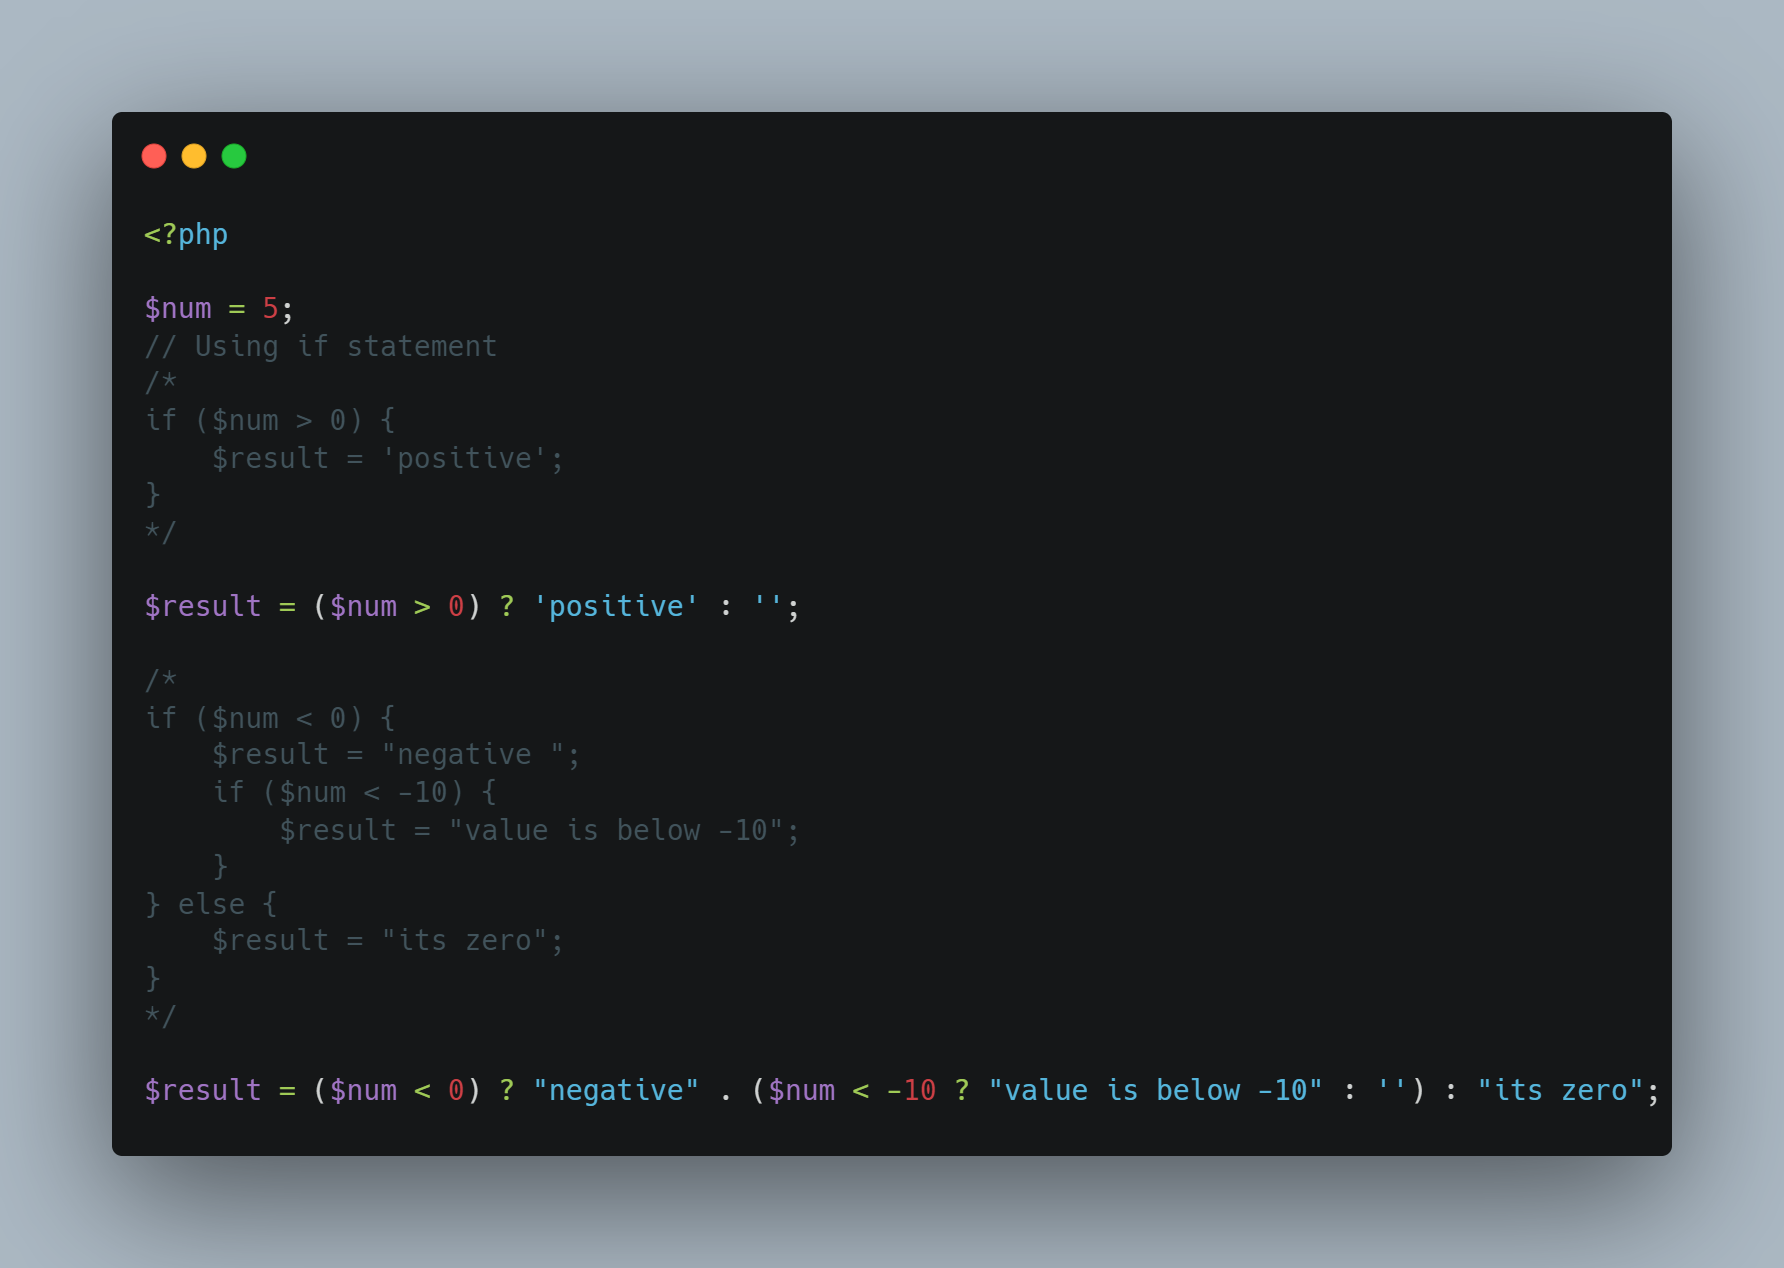 <?php
$num = 5;
// Using if statement
/*
if ($num > 0) {
    $result = 'positive';
}
*/
$result = ($num > 0) ? 'positive' : '';
/*
if ($num < 0) {
    $result = "negative ";
    if ($num < -10) {
        $result = "value is below -10";
    }
} else {
    $result = "its zero";
}
*/
$result = ($num < 0) ? "negative" . ($num < -10 ? "value is below -10" : '') : "its zero";